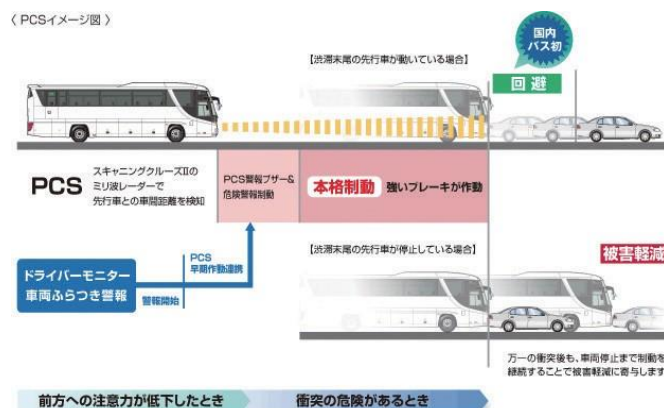 〈 PCSイメージ図 〉
国内
バス初
【渋滞末尾の先行車が動いている場合】
回避
PCS
スキャニングクルーズIIの
ミリ波レーダーで
先行車との車間距離を検知
PCS警報ブザー&
危険警報制動
本格制動 強いブレーキが作動
【渋滞末尾の先行車が停止している場合】
被害軽減
ドライバーモニター
車両ふらつき警報
警報開始
PCS
早期作動連携
万一の衝突後も、車両停止まで制動を
継続することで被害軽減に寄与します
前方への注意力が低下したとき
衝突の危険があるとき